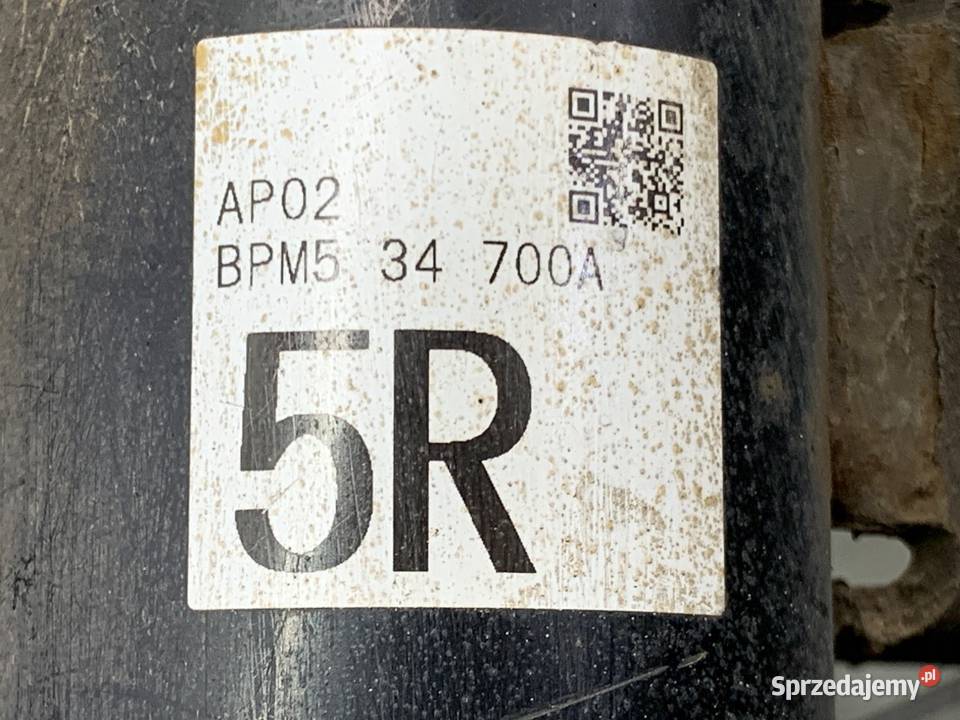 AP02
BPM5 34 700A
5R
Sprzedajemy.pl